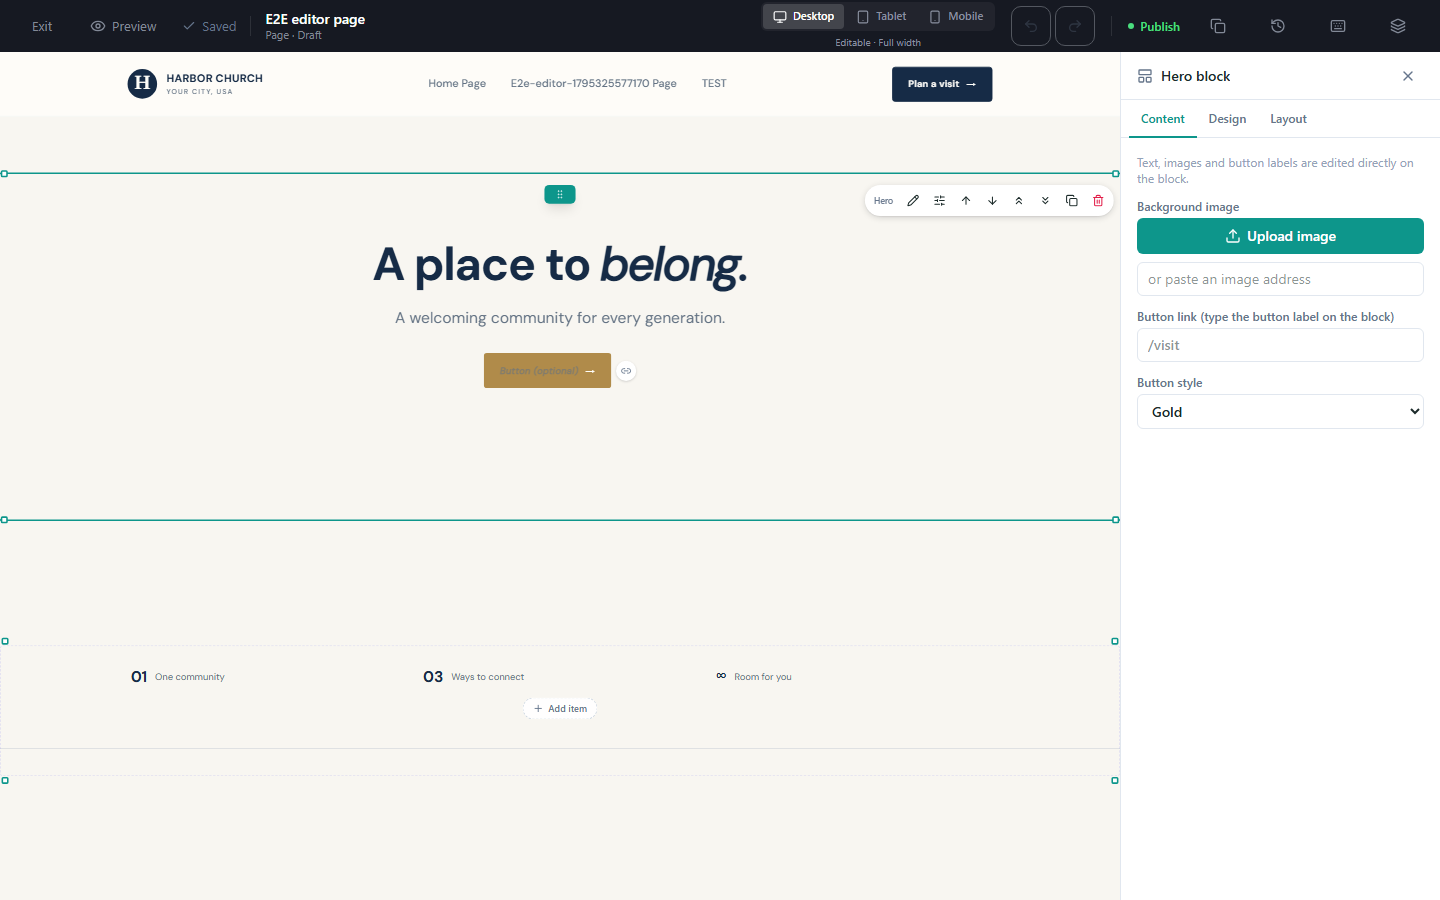 Exit
Preview
Saved
E2E editor page
Page · Draft
Desktop
Tablet
Mobile
Editable · Full width
Publish
H
HARBOR CHURCH
YOUR CITY, USA
Home Page
E2e-editor-1795325577170 Page
TEST
Plan a visit →
Hero
A place to belong.
A welcoming community for every generation.
Button (optional) →
01 One community
03 Ways to connect
∞ Room for you
+ Add item
Hero block
Content
Design
Layout
Text, images and button labels are edited directly on
the block.
Background image
Upload image
or paste an image address
Button link (type the button label on the block)
/visit
Button style
Gold